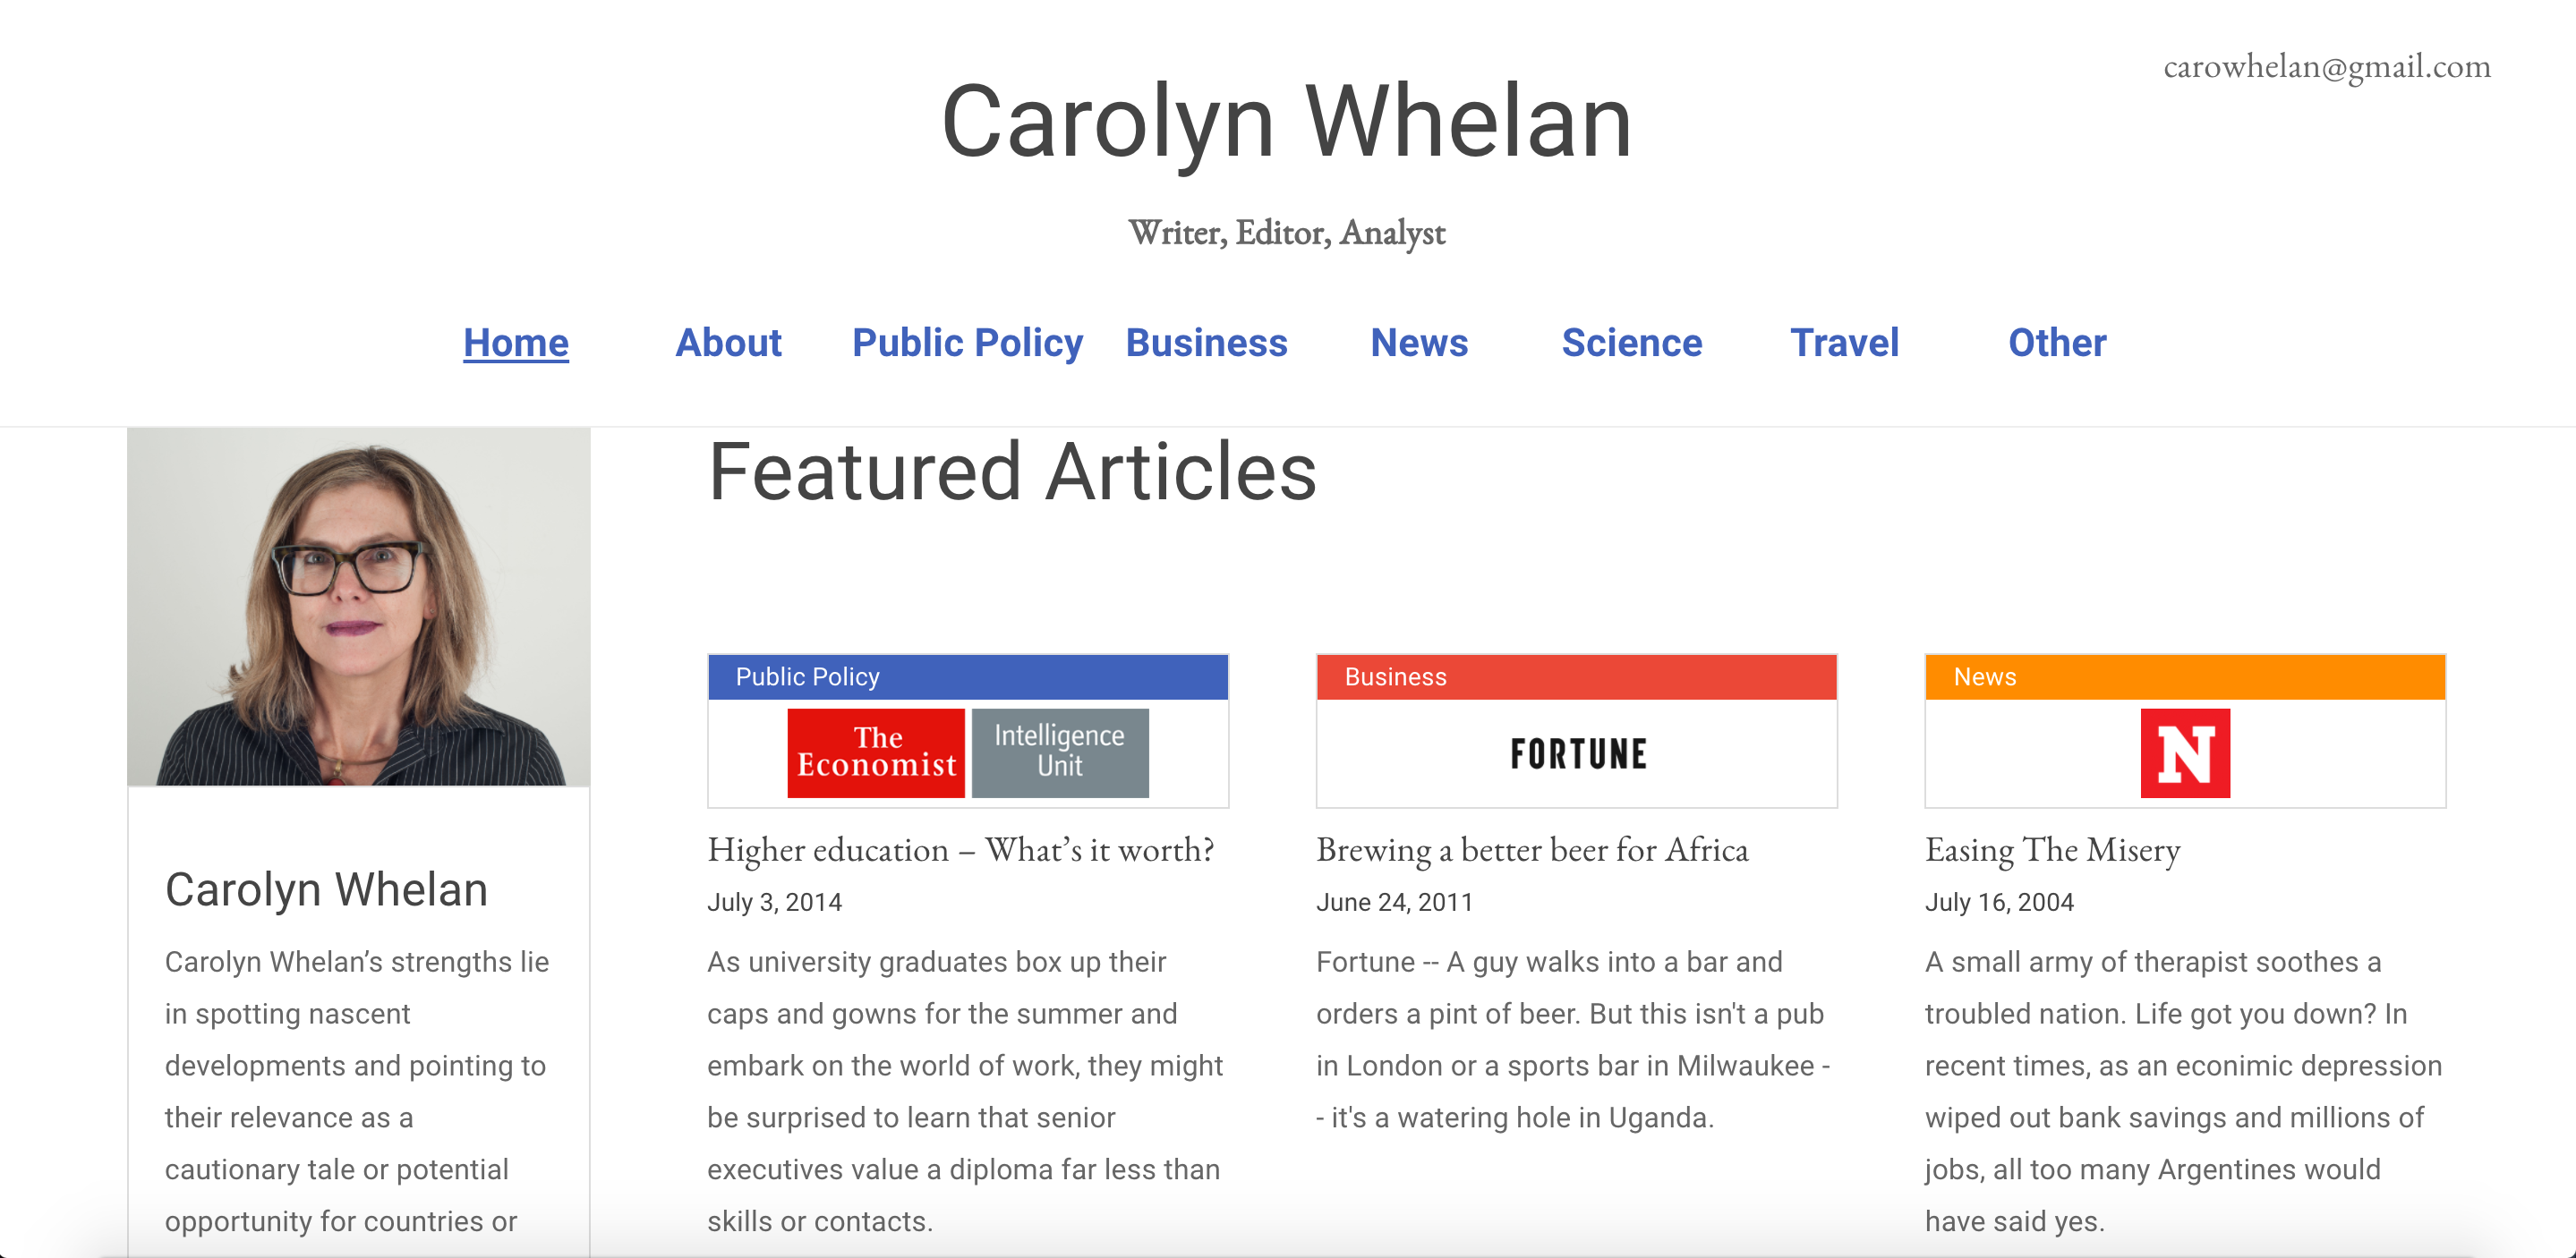 carowhelan@gmail.com
Carolyn Whelan
Writer, Editor, Analyst
Home About Public Policy Business News Science Travel Other
Carolyn Whelan
Carolyn Whelan’s strengths lie
in spotting nascent
developments and pointing to
their relevance as a
cautionary tale or potential
opportunity for countries or
Featured Articles
Public Policy
The
Economist
Intelligence
Unit
Higher education – What’s it worth?
July 3, 2014
As university graduates box up their
caps and gowns for the summer and
embark on the world of work, they might
be surprised to learn that senior
executives value a diploma far less than
skills or contacts.
Business
FORTUNE
Brewing a better beer for Africa
June 24, 2011
Fortune -- A guy walks into a bar and
orders a pint of beer. But this isn't a pub
in London or a sports bar in Milwaukee -
- it's a watering hole in Uganda.
News
N
Easing The Misery
July 16, 2004
A small army of therapist soothes a
troubled nation. Life got you down? In
recent times, as an econimic depression
wiped out bank savings and millions of
jobs, all too many Argentines would
have said yes.